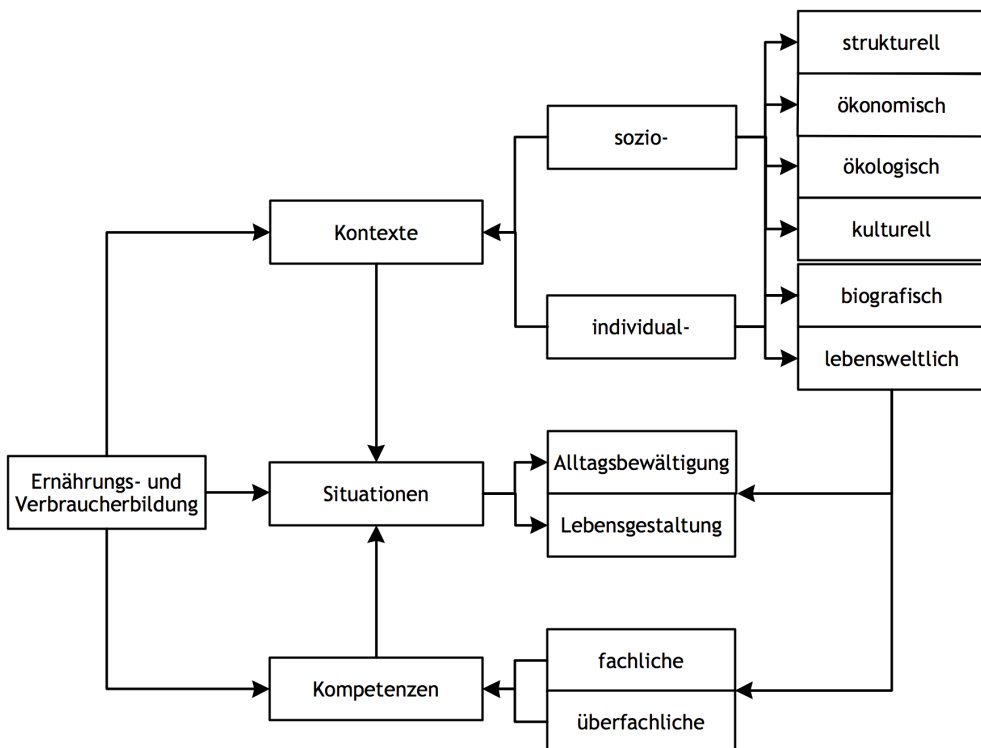 strukturell
ökonomisch
sozio-
ökologisch
Kontexte
kulturell
biografisch
individual-
lebensweltlich
Alltagsbewältigung
Ernährungs- und
Verbraucherbildung
Situationen
Lebensgestaltung
fachliche
Kompetenzen
überfachliche